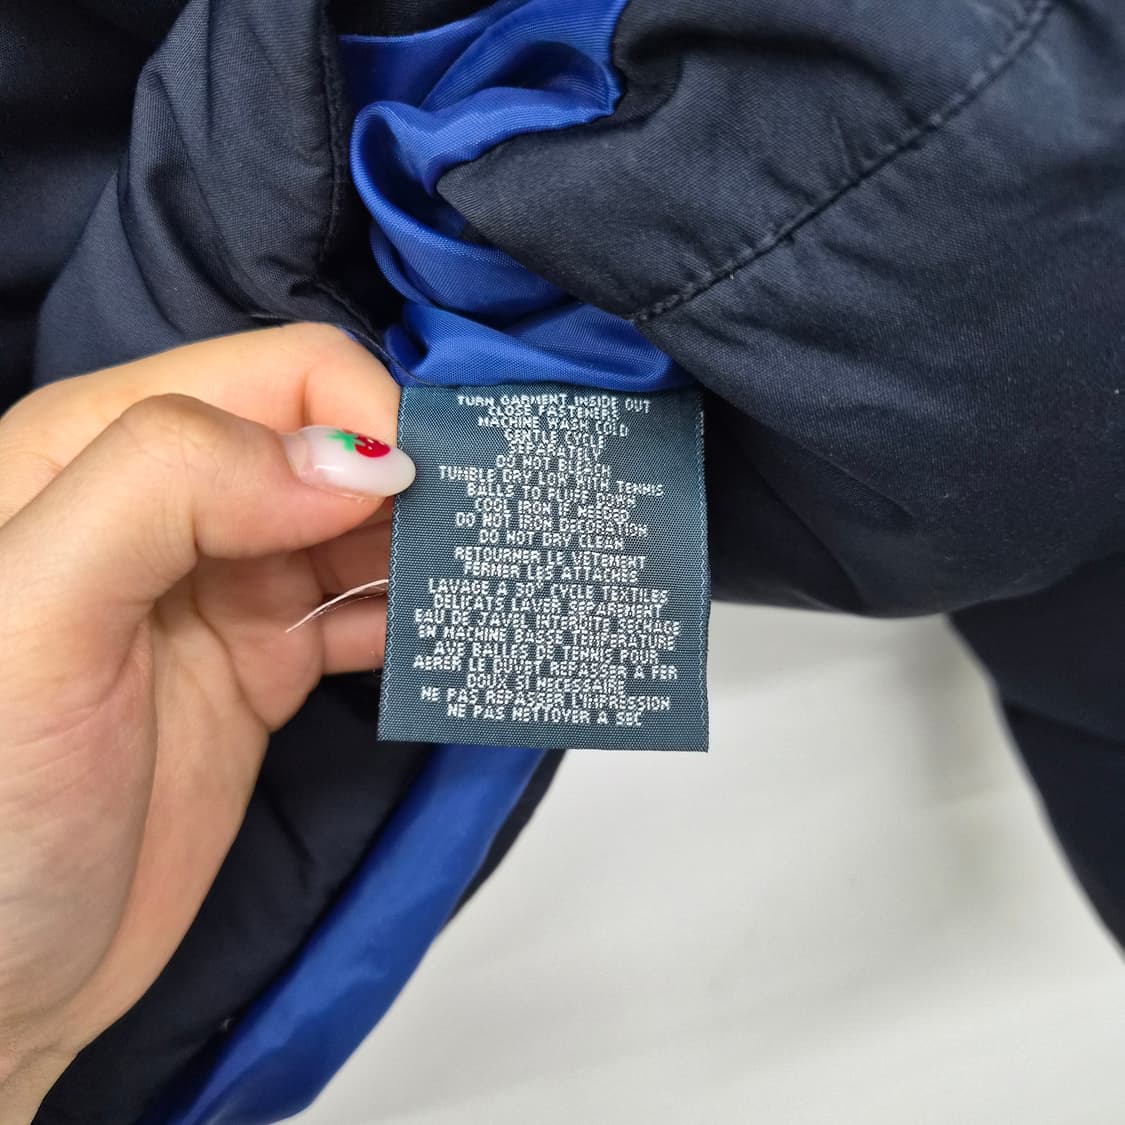 TURN GARMENT INSIDE OUT
CLOSE FASTENERS
MACHINE WASH COLD
GENTLE CYCLE
SEPARATELY
DO NOT BLEACH
TUMBLE DRY LOW WITH TENNIS
BALLS TO FLUFF DOWN
COOL IRON IF NEEDED
DO NOT IRON DECORATION
DO NOT DRY CLEAN
RETOURNER LE VETEMENT
FERMER LES ATTACHES
LAVAGE A 30° CYCLE TEXTILES
DELICATS LAVER SEPAREMENT
EAU DE JAVEL INTERDITE SECHAGE
EN MACHINE BASSE TEMPERATURE
AVE BALLES DE TENNIS POUR
AERER LE DUVET REPASSER A FER
DOUX SI NECESSAIRE
NE PAS REPASSER L'IMPRESSION
NE PAS NETTOYER A SEC